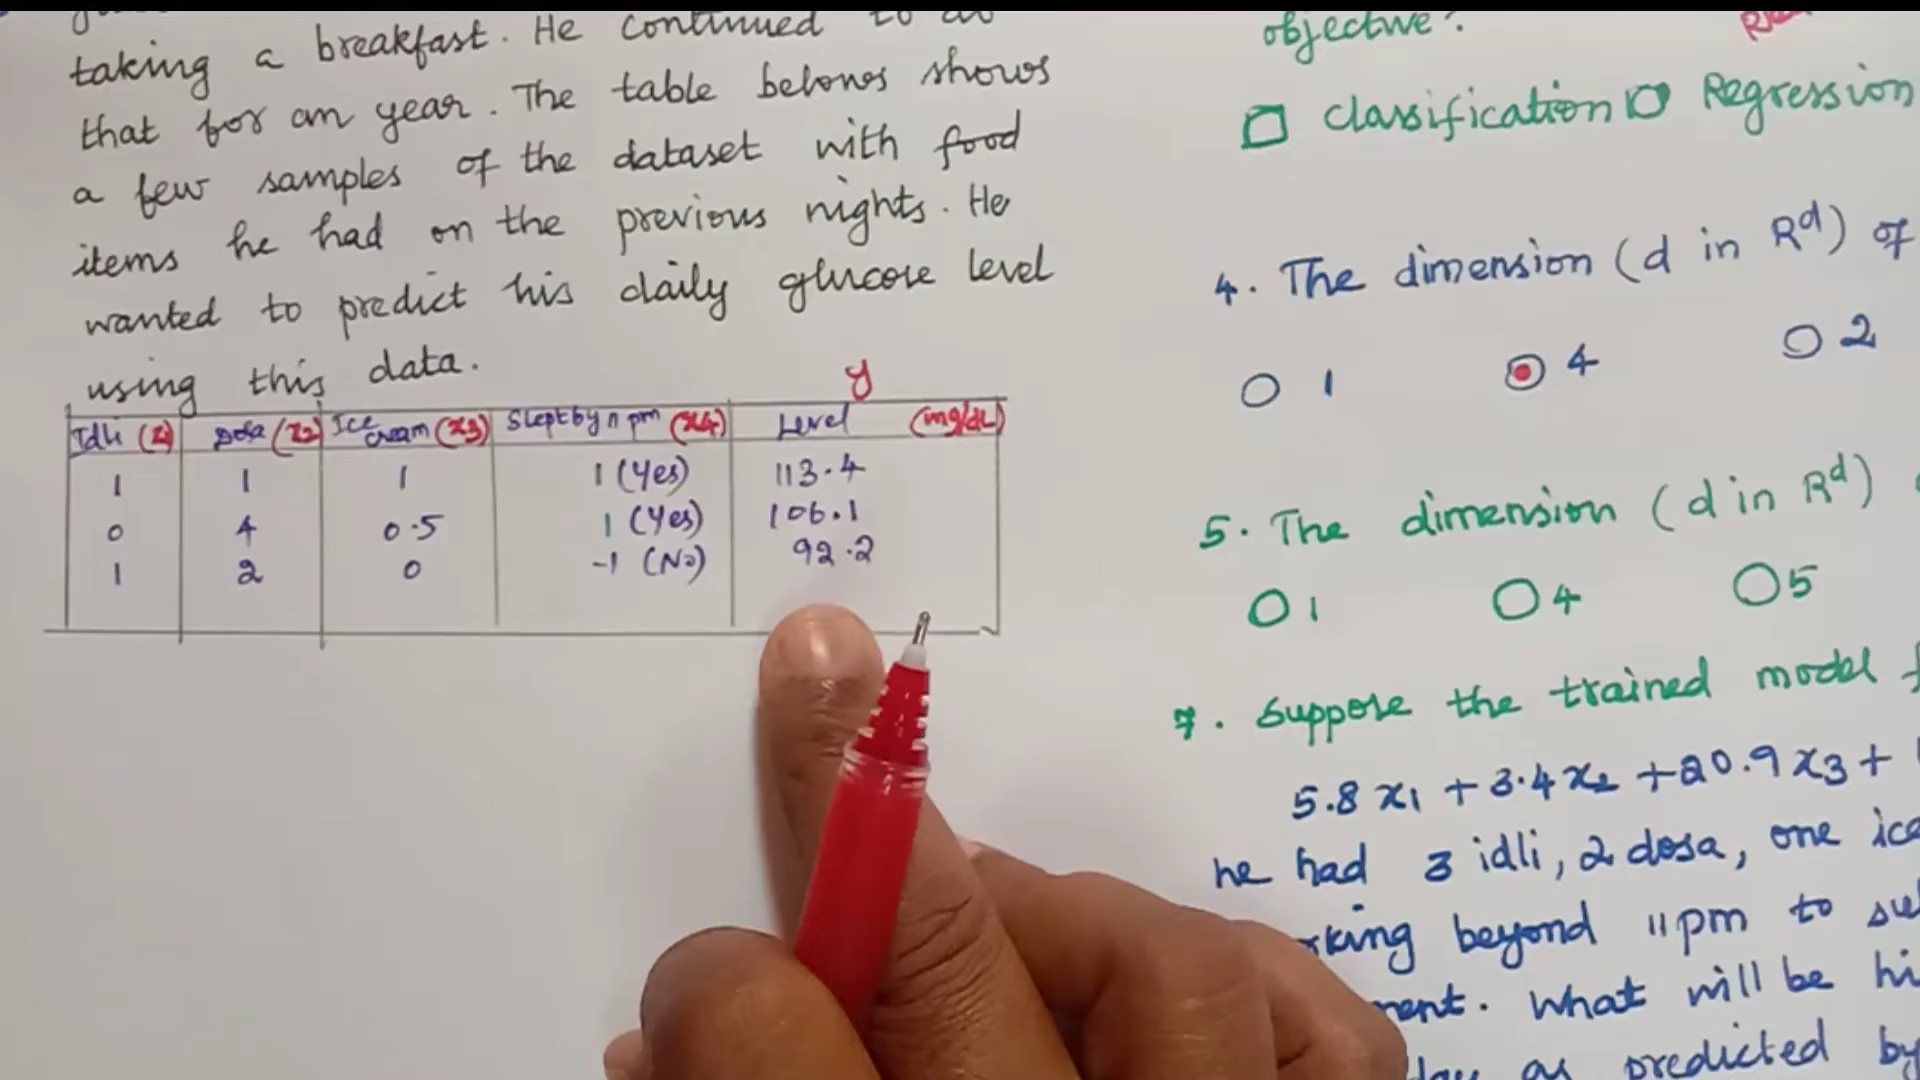 taking a breakfast. He continued to do
that for an year. The table belows shows
a few samples of the dataset with food
items he had on the previous nights. He
wanted to predict his daily glucose level
using this data.
y
Idli (x1) Dosa (x2) Ice cream (x3) Slept by 11 pm (x4) Level (mg/dL)
1 1 1 1 (Yes) 113.4
0 4 0.5 1 (Yes) 106.1
1 2 0 -1 (No) 92.2
objective?
Classification Regression
4. The dimension (d in R^d) of
1 4 2
5. The dimension (d in R^d)
1 4 5
7. Suppose the trained model
5.8 x1 + 3.4 x2 + 20.9 x3 +
he had 3 idli, 2 dosa, one
beyond 11pm to
What will be
as predicted by